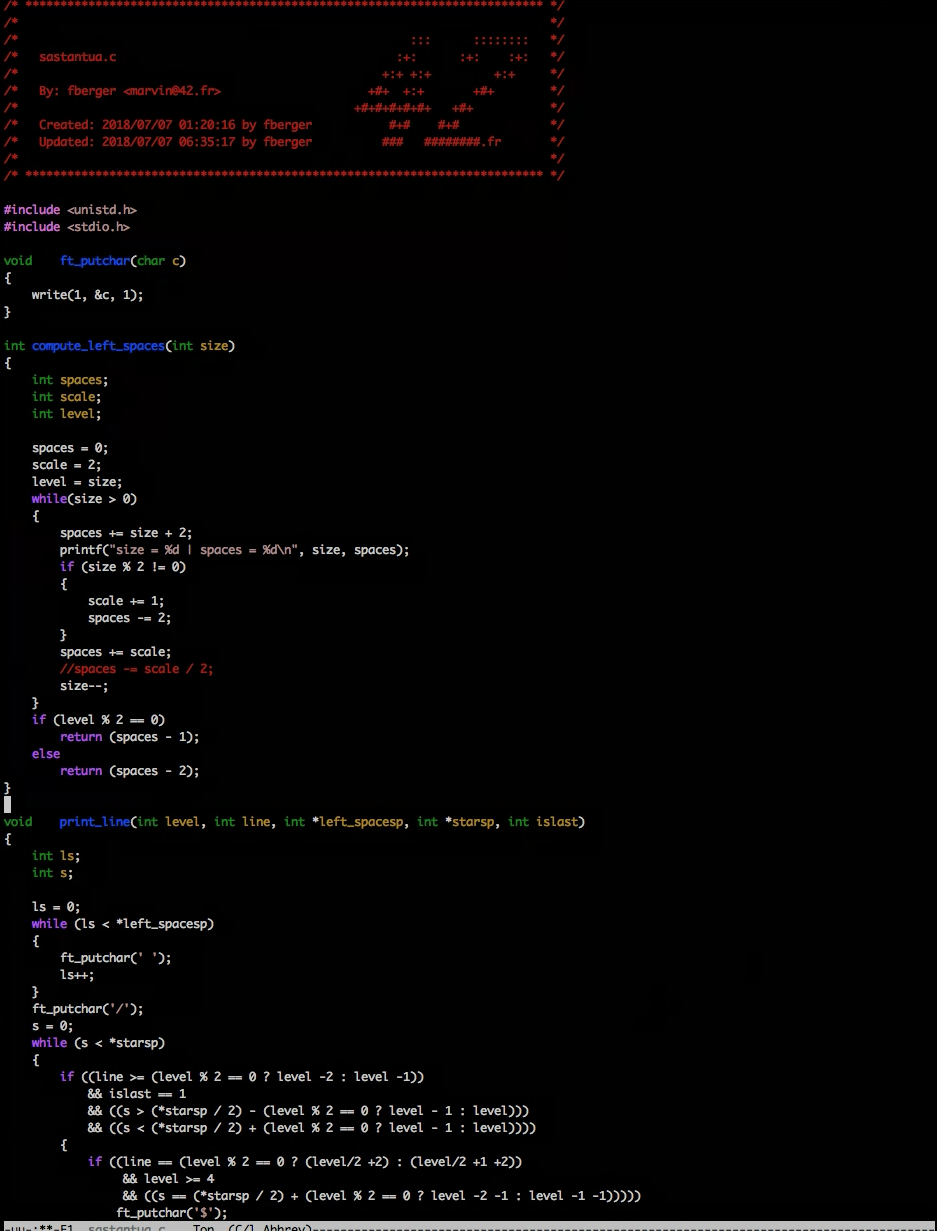 /* ************************************************************************** */
/*                                                                            */
/*                                                        :::      ::::::::   */
/*   sastantua.c                                        :+:      :+:    :+:   */
/*                                                    +:+ +:+         +:+     */
/*   By: fberger <marvin@42.fr>                     +#+  +:+       +#+        */
/*                                                +#+#+#+#+#+   +#+           */
/*   Created: 2018/07/07 01:20:16 by fberger           #+#    #+#             */
/*   Updated: 2018/07/07 06:35:17 by fberger          ###   ########.fr       */
/*                                                                            */
/* ************************************************************************** */
#include <unistd.h>
#include <stdio.h>
void    ft_putchar(char c)
{
    write(1, &c, 1);
}
int compute_left_spaces(int size)
{
    int spaces;
    int scale;
    int level;
    spaces = 0;
    scale = 2;
    level = size;
    while(size > 0)
    {
        spaces += size + 2;
        printf("size = %d | spaces = %d\n", size, spaces);
        if (size % 2 != 0)
        {
            scale += 1;
            spaces -= 2;
        }
        spaces += scale;
        //spaces -= scale / 2;
        size--;
    }
    if (level % 2 == 0)
        return (spaces - 1);
    else
        return (spaces - 2);
}
void    print_line(int level, int line, int *left_spacesp, int *starsp, int islast)
{
    int ls;
    int s;
    ls = 0;
    while (ls < *left_spacesp)
    {
        ft_putchar(' ');
        ls++;
    }
    ft_putchar('/');
    s = 0;
    while (s < *starsp)
    {
        if ((line >= (level % 2 == 0 ? level -2 : level -1))
            && islast == 1
            && ((s > (*starsp / 2) - (level % 2 == 0 ? level - 1 : level)))
            && ((s < (*starsp / 2) + (level % 2 == 0 ? level - 1 : level))))
        {
            if ((line == (level % 2 == 0 ? (level/2 +2) : (level/2 +1 +2))
                 && level >= 4
                 && ((s == (*starsp / 2) + (level % 2 == 0 ? level -2 -1 : level -1 -1)))))
                ft_putchar('$');
-uu-:**-F1  sastantua.c    Top  (C/l Abbrev)